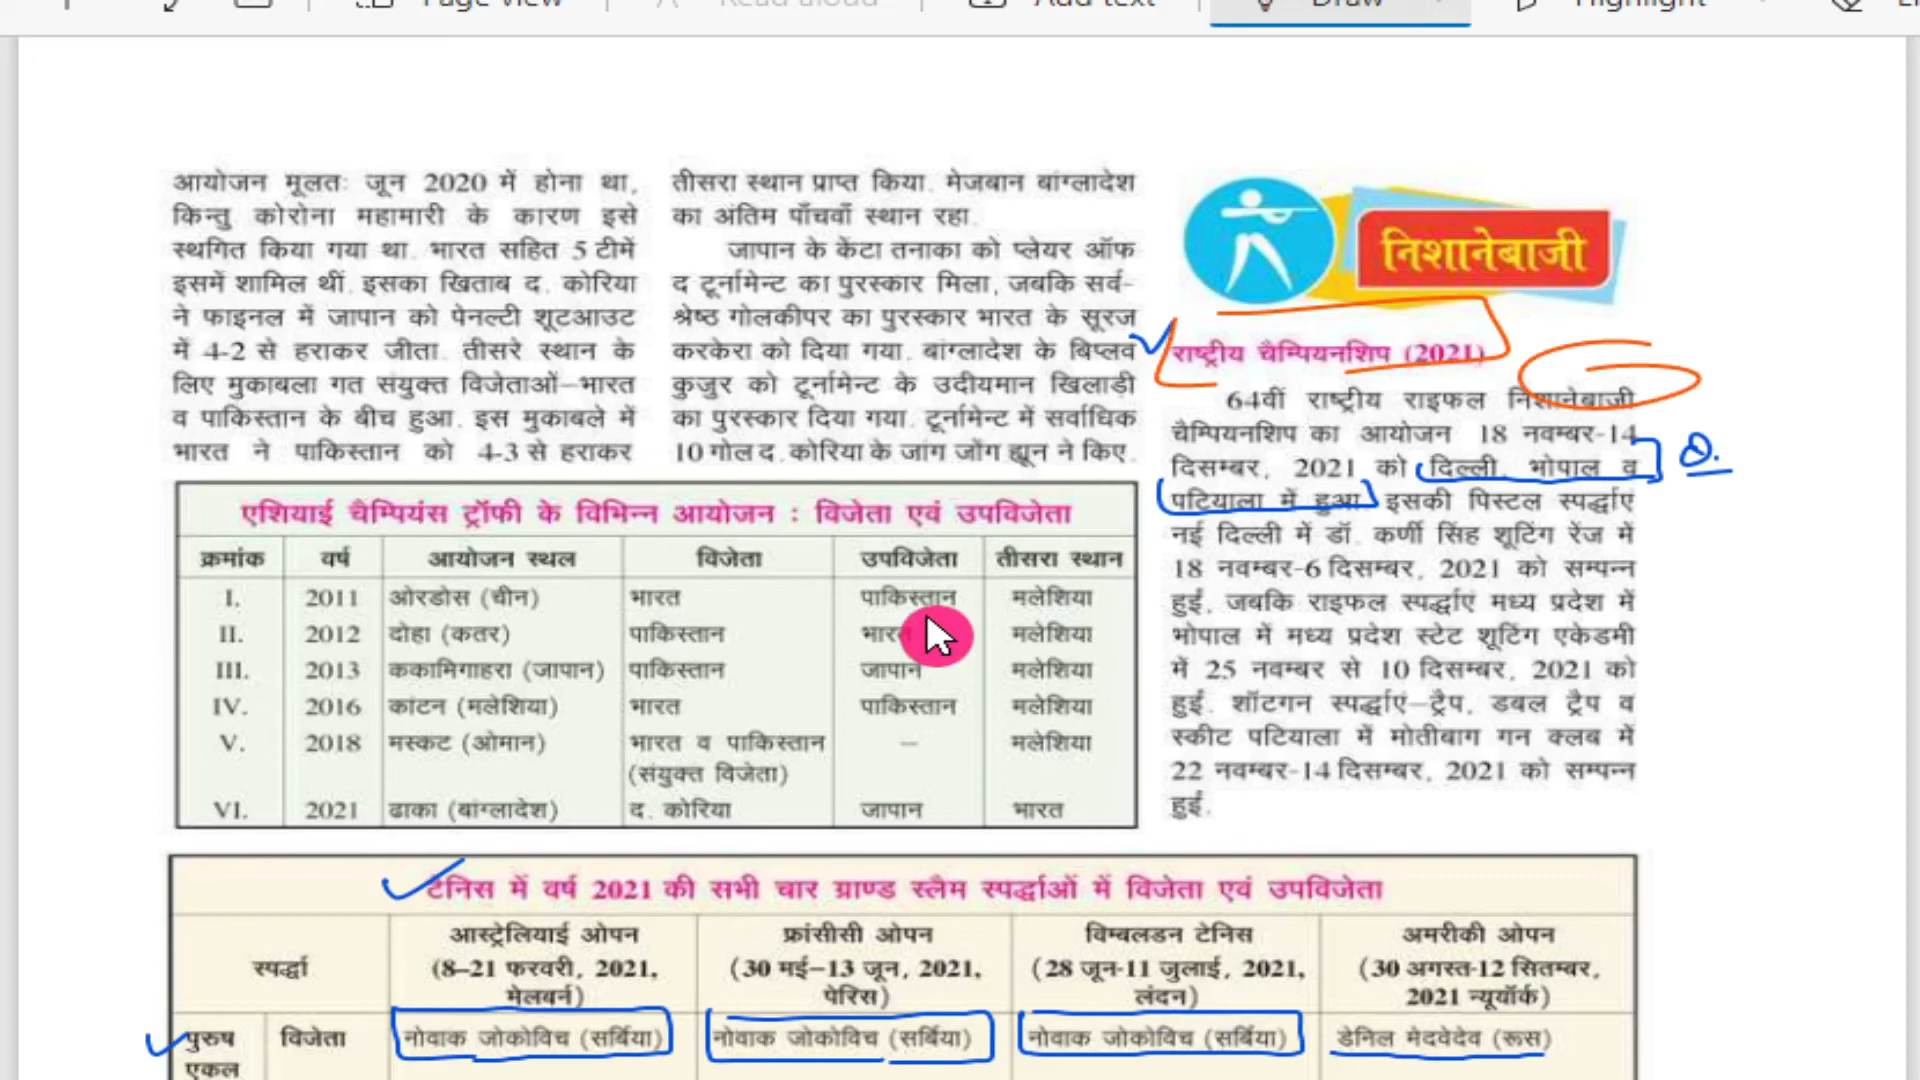 Page view
Read aloud
Add text
Draw
Highlight
आयोजन मूलतः जून 2020 में होना था,
किन्तु कोरोना महामारी के कारण इसे
स्थगित किया गया था. भारत सहित 5 टीमें
इसमें शामिल थीं. इसका खिताब द. कोरिया
ने फाइनल में जापान को पेनल्टी शूटआउट
में 4-2 से हराकर जीता. तीसरे स्थान के
लिए मुकाबला गत संयुक्त विजेताओं–भारत
व पाकिस्तान के बीच हुआ. इस मुकाबले में
भारत ने पाकिस्तान को 4-3 से हराकर
तीसरा स्थान प्राप्त किया. मेजबान बांग्लादेश
का अंतिम पाँचवाँ स्थान रहा.
जापान के केंटा तनाका को प्लेयर ऑफ
द टूर्नामेन्ट का पुरस्कार मिला, जबकि सर्व-
श्रेष्ठ गोलकीपर का पुरस्कार भारत के सूरज
करकेरा को दिया गया. बांग्लादेश के बिप्लव
कुजुर को टूर्नामेन्ट के उदीयमान खिलाड़ी
का पुरस्कार दिया गया. टूर्नामेन्ट में सर्वाधिक
10 गोल द. कोरिया के जांग जोंग ह्यून ने किए.
निशानेबाजी
राष्ट्रीय चैम्पियनशिप (2021)
64वीं राष्ट्रीय राइफल निशानेबाजी
चैम्पियनशिप का आयोजन 18 नवम्बर-14
दिसम्बर, 2021 को दिल्ली, भोपाल व
Q.
पटियाला में हुआ. इसकी पिस्टल स्पर्द्धाएं
नई दिल्ली में डॉ. कर्णी सिंह शूटिंग रेंज में
18 नवम्बर-6 दिसम्बर, 2021 को सम्पन्न
हुईं, जबकि राइफल स्पर्द्धाएं मध्य प्रदेश में
भोपाल में मध्य प्रदेश स्टेट शूटिंग एकेडमी
में 25 नवम्बर से 10 दिसम्बर, 2021 को
हुईं. शॉटगन स्पर्द्धाएं–ट्रैप, डबल ट्रैप व
स्कीट पटियाला में मोतीबाग गन क्लब में
22 नवम्बर-14 दिसम्बर, 2021 को सम्पन्न
हुईं.
एशियाई चैम्पियंस ट्रॉफी के विभिन्न आयोजन : विजेता एवं उपविजेता
क्रमांक वर्ष आयोजन स्थल विजेता उपविजेता तीसरा स्थान
I. 2011 ओरडोस (चीन) भारत पाकिस्तान मलेशिया
II. 2012 दोहा (कतर) पाकिस्तान मलेशिया
III. 2013 ककामिगाहरा (जापान) पाकिस्तान जापान मलेशिया
IV. 2016 कांटन (मलेशिया) भारत पाकिस्तान मलेशिया
V. 2018 मस्कट (ओमान) भारत व पाकिस्तान – मलेशिया
(संयुक्त विजेता)
VI. 2021 ढाका (बांग्लादेश) द. कोरिया जापान भारत
टेनिस में वर्ष 2021 की सभी चार ग्राण्ड स्लैम स्पर्द्धाओं में विजेता एवं उपविजेता
स्पर्द्धा
आस्ट्रेलियाई ओपन
(8–21 फरवरी, 2021,
मेलबर्न)
फ्रांसीसी ओपन
(30 मई–13 जून, 2021,
पेरिस)
विम्बलडन टेनिस
(28 जून-11 जुलाई, 2021,
लंदन)
अमरीकी ओपन
(30 अगस्त-12 सितम्बर,
2021 न्यूयॉर्क)
पुरुष
एकल
विजेता
नोवाक जोकोविच (सर्बिया)
नोवाक जोकोविच (सर्बिया)
नोवाक जोकोविच (सर्बिया)
डेनिल मेदवेदेव (रूस)